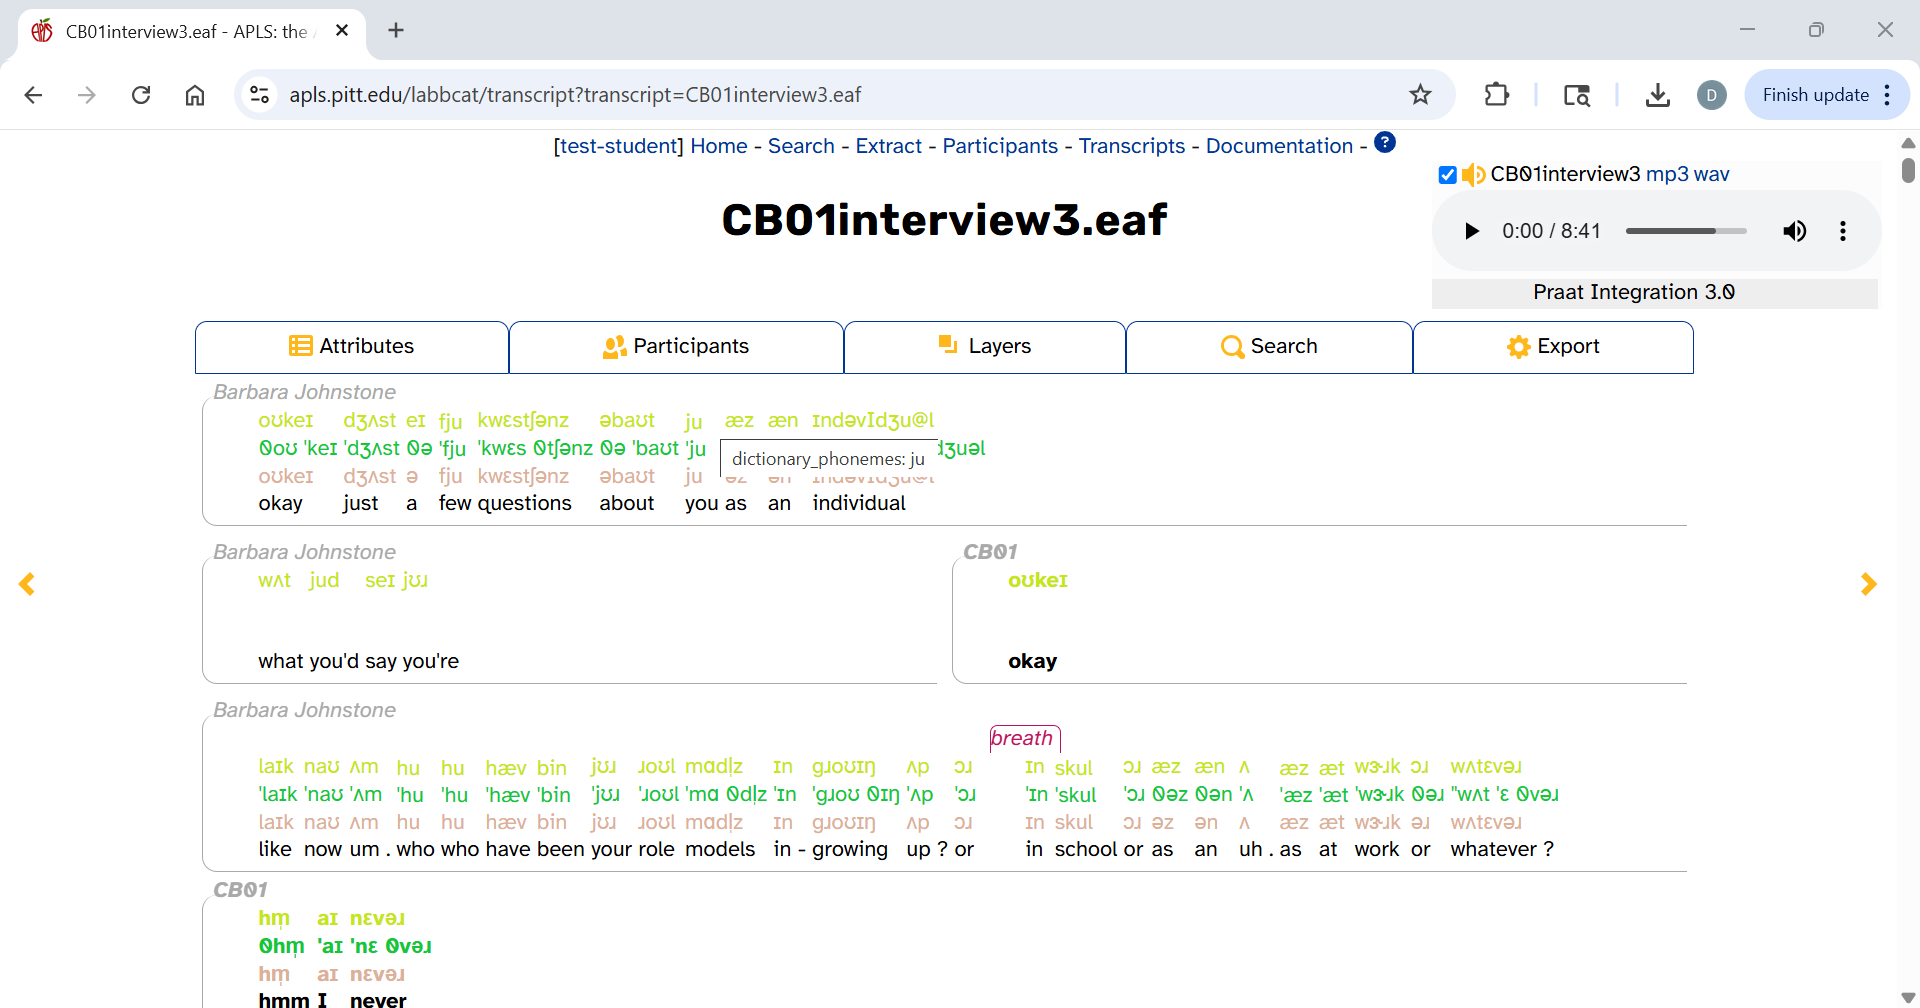 CB01interview3.eaf - APLS: the A
apls.pitt.edu/labbcat/transcript?transcript=CB01interview3.eaf
D
Finish update
[test-student] Home - Search - Extract - Participants - Transcripts - Documentation - ?
CB01interview3 mp3 wav
CB01interview3.eaf
0:00 / 8:41
Praat Integration 3.0
Attributes Participants Layers Search Export
Barbara Johnstone
oʊkeɪ dʒʌst eɪ fju kwɛstʃənz əbaʊt ju æz æn ɪndəvɪdʒu@l
0oʊ 'keɪ 'dʒʌst 0ə 'fju 'kwɛs 0tʃənz 0ə 'baʊt 'ju dʒuəl
dictionary_phonemes: ju
oʊkeɪ dʒʌst ə fju kwɛstʃənz əbaʊt ju əz ən ɪndəvɪdʒu@l
okay just a few questions about you as an individual
Barbara Johnstone
wʌt jud seɪ jʊɹ
what you'd say you're
CB01
oʊkeɪ
okay
Barbara Johnstone
breath
laɪk naʊ ʌm hu hu hæv bin jʊɹ ɹoʊl mɑdl̩z ɪn gɹoʊɪŋ ʌp ɔɹ ɪn skul ɔɹ æz æn ʌ æz æt wɝɹk ɔɹ wʌtɛvəɹ
'laɪk 'naʊ 'ʌm 'hu 'hu 'hæv 'bin 'jʊɹ 'ɹoʊl 'mɑ 0dl̩z 'ɪn 'gɹoʊ 0ɪŋ 'ʌp 'ɔɹ 'ɪn 'skul 'ɔɹ 0əz 0ən 'ʌ 'æz 'æt 'wɝɹk 0əɹ "wʌt 'ɛ 0vəɹ
laɪk naʊ ʌm hu hu hæv bin jʊɹ ɹoʊl mɑdl̩z ɪn gɹoʊɪŋ ʌp ɔɹ ɪn skul ɔɹ əz ən ʌ æz æt wɝɹk əɹ wʌtɛvəɹ
like now um . who who have been your role models in - growing up ? or in school or as an uh . as at work or whatever ?
CB01
hm̩ aɪ nɛvəɹ
0hm̩ 'aɪ 'nɛ 0vəɹ
hm̩ aɪ nɛvəɹ
hmm I never